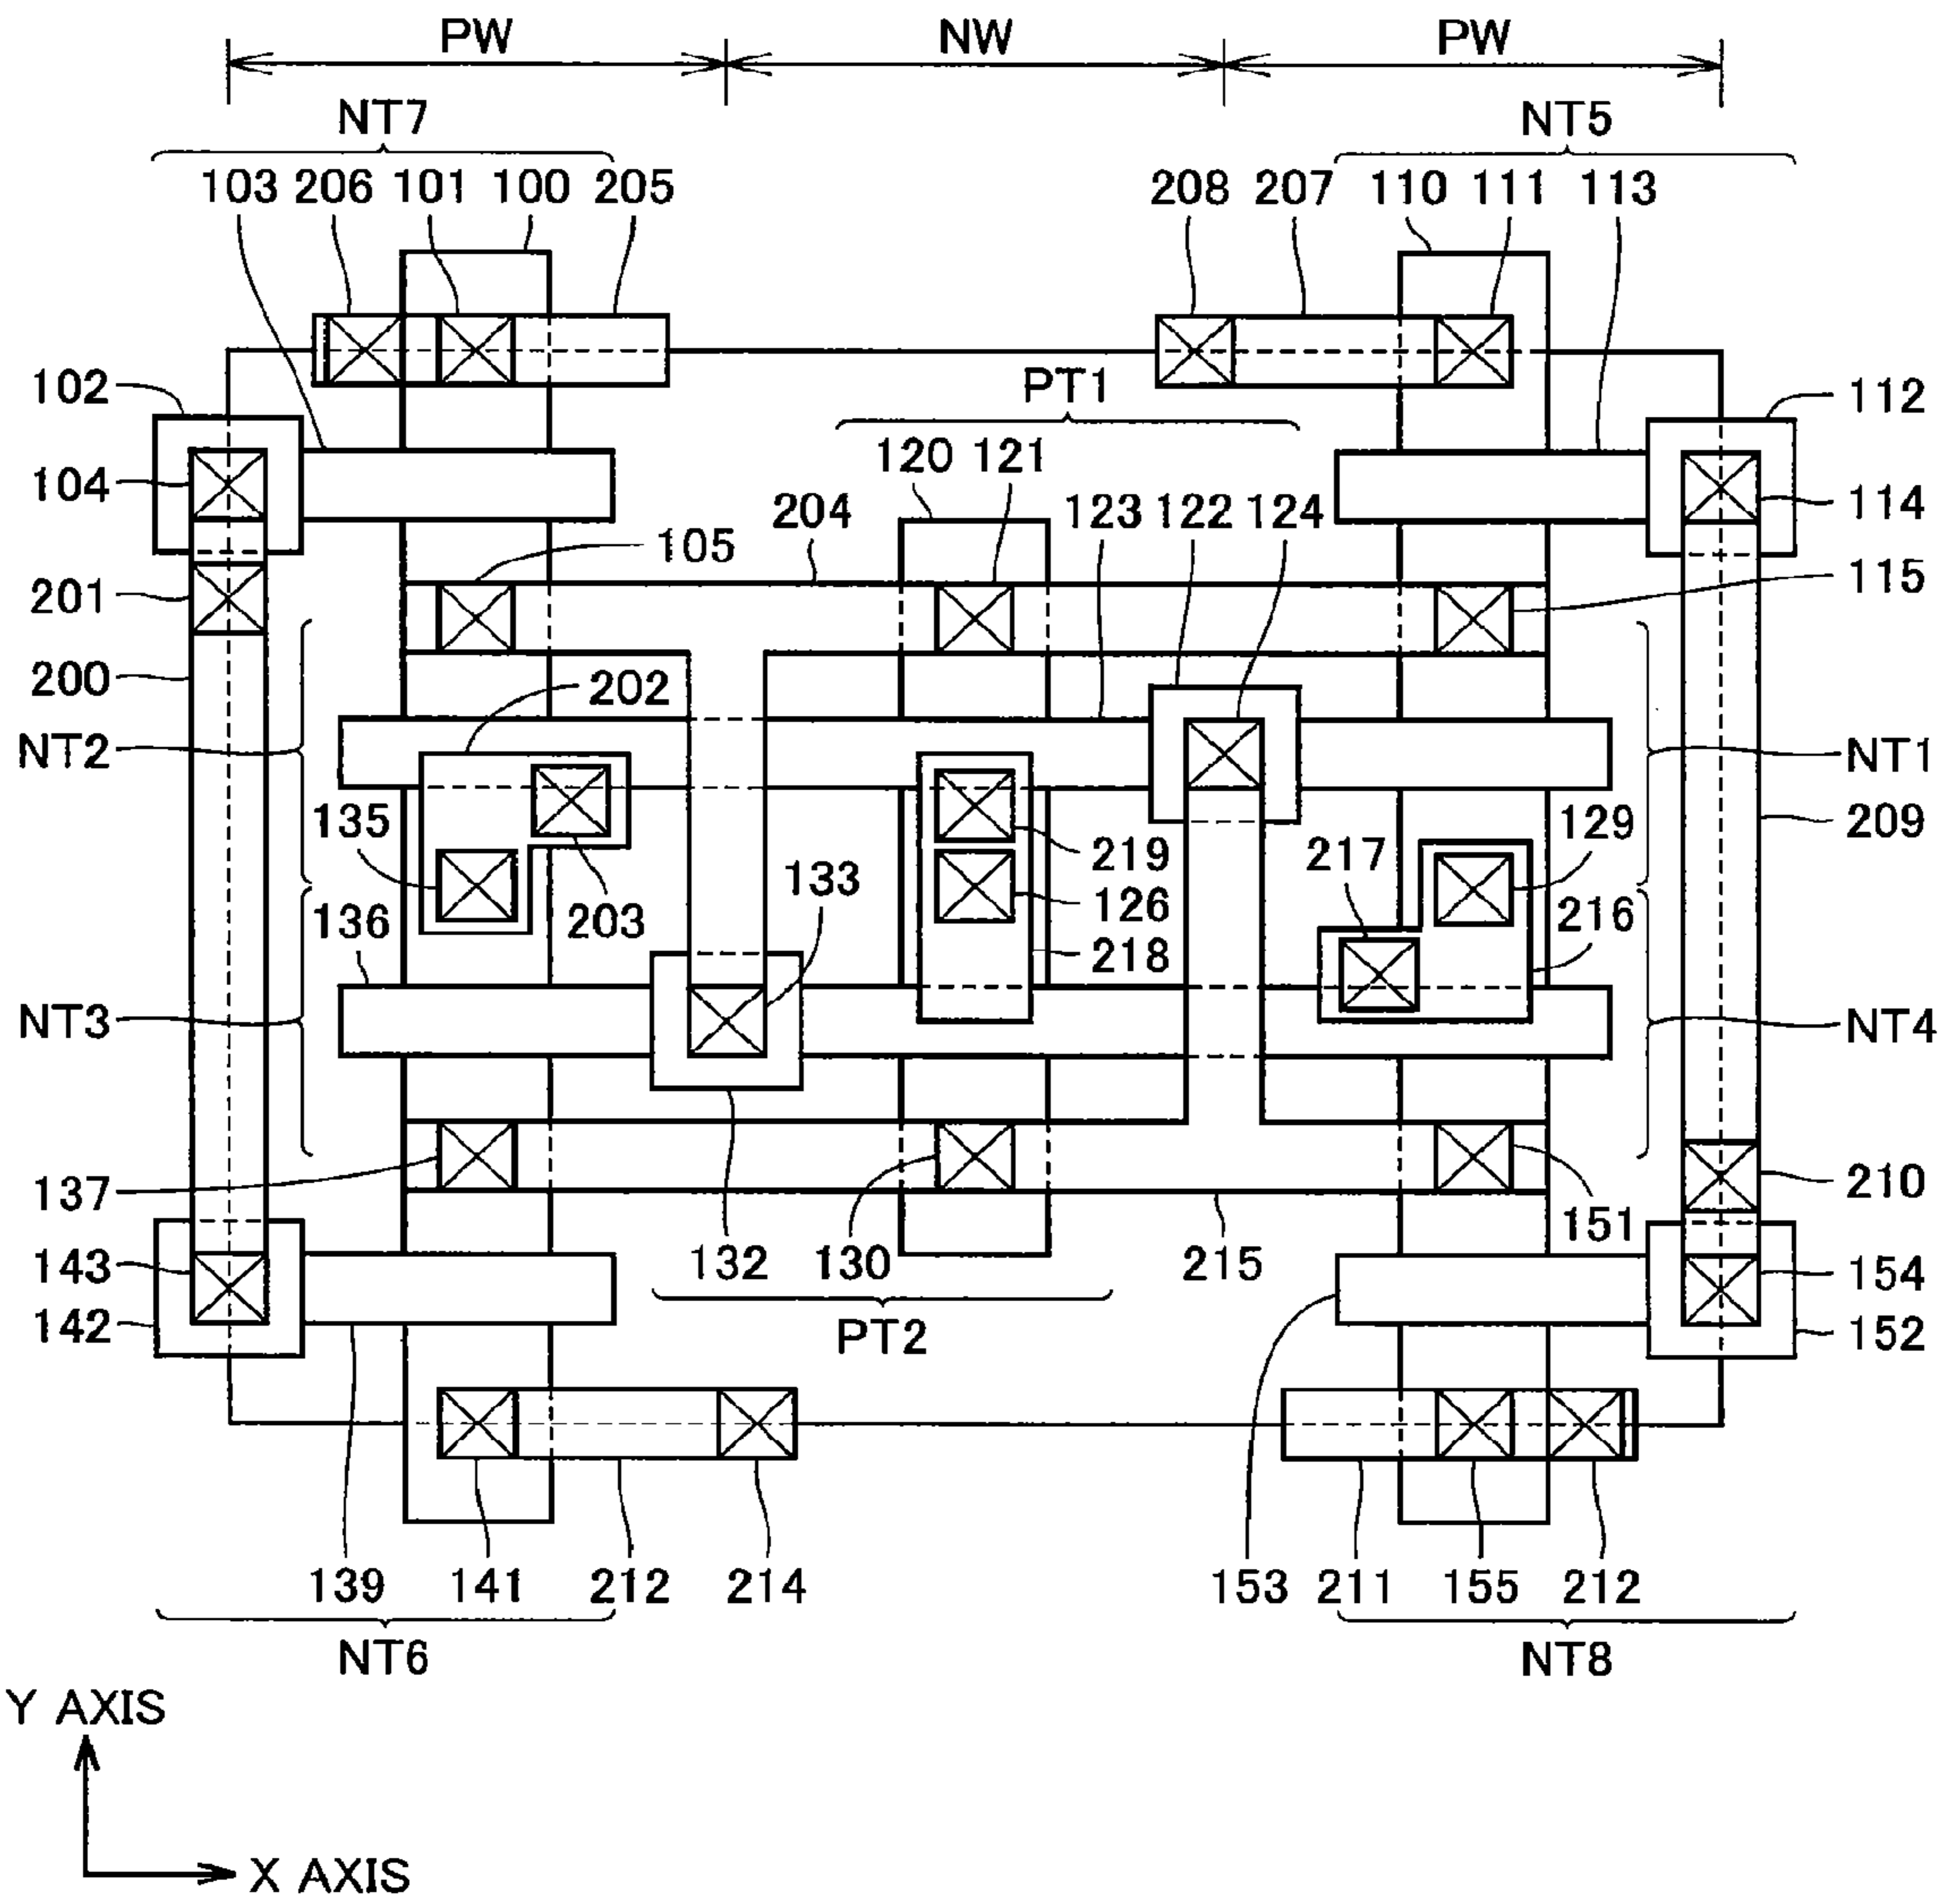 PW NW PW
NT7 NT5
103 206 101 100 205 208 207 110 111 113
102 PT1 112
120 121
104 204 123 122 124 114
105 115
201
200 202
NT2 NT1
135 219 217 129 209
136 203 133 126 216
218
NT3 NT4
137 210
132 130 215 151
143 154
142 PT2 152
139 141 212 214 153 211 155 212
NT6 NT8
Y AXIS
X AXIS